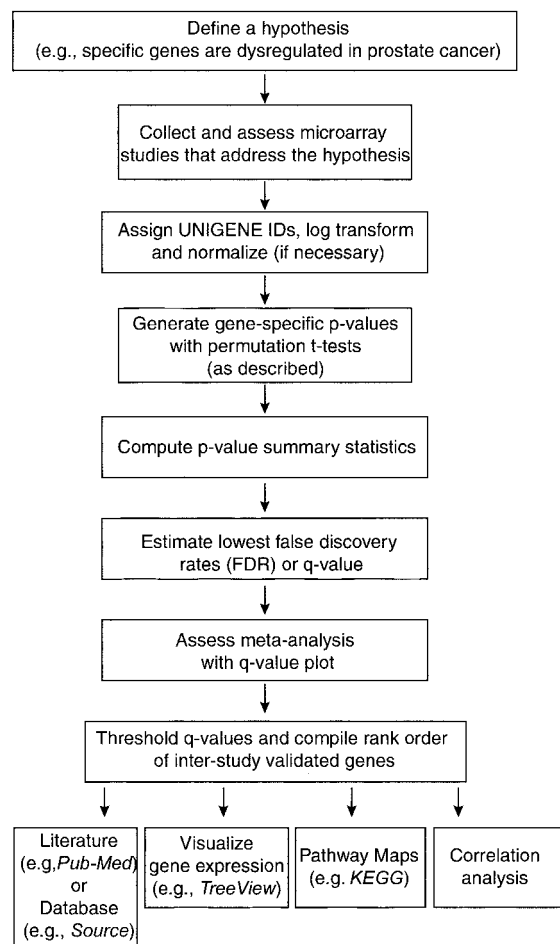 Define a hypothesis
(e.g., specific genes are dysregulated in prostate cancer)
Collect and assess microarray
studies that address the hypothesis
Assign UNIGENE IDs, log transform
and normalize (if necessary)
Generate gene-specific p-values
with permutation t-tests
(as described)
Compute p-value summary statistics
Estimate lowest false discovery
rates (FDR) or q-value
Assess meta-analysis
with q-value plot
Threshold q-values and compile rank order
of inter-study validated genes
Literature
(e.g,Pub-Med)
or
Database
(e.g., Source)
Visualize
gene expression
(e.g., TreeView)
Pathway Maps
(e.g. KEGG)
Correlation
analysis